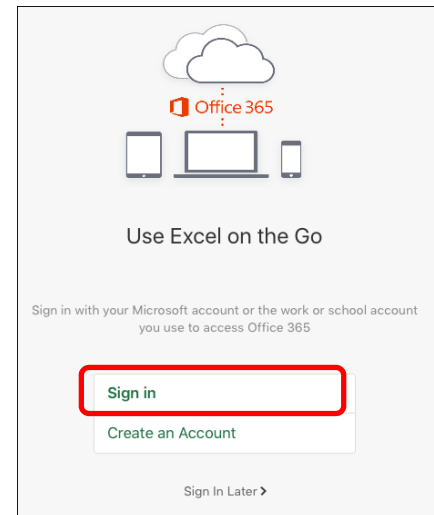 Office 365
Use Excel on the Go
Sign in with your Microsoft account or the work or school account
you use to access Office 365
Sign in
Create an Account
Sign In Later >